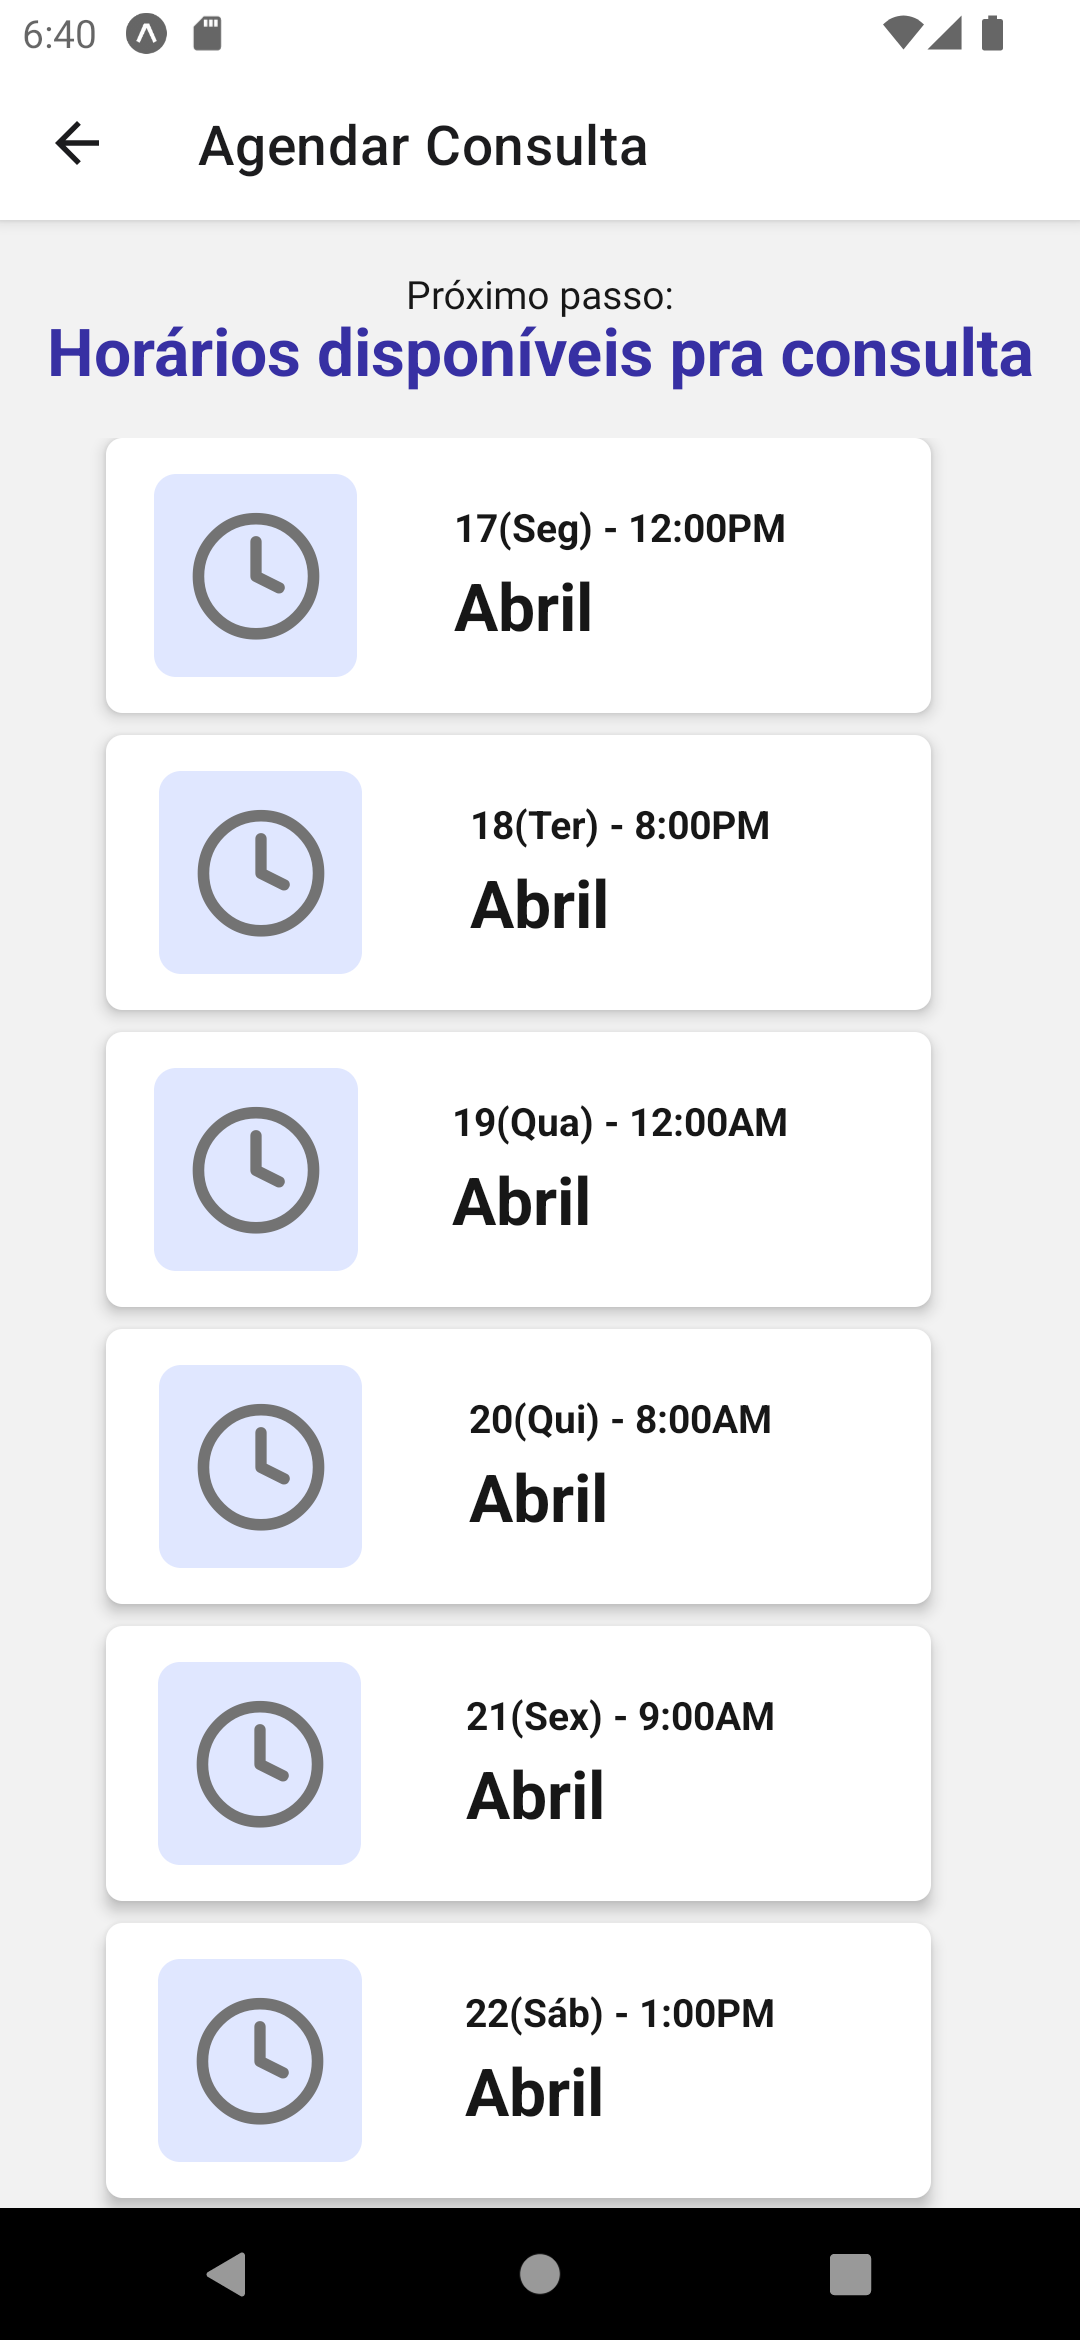 6:40
Agendar Consulta
Próximo passo:
Horários disponíveis pra consulta
17(Seg) - 12:00PM
Abril
18(Ter) - 8:00PM
Abril
19(Qua) - 12:00AM
Abril
20(Qui) - 8:00AM
Abril
21(Sex) - 9:00AM
Abril
22(Sáb) - 1:00PM
Abril